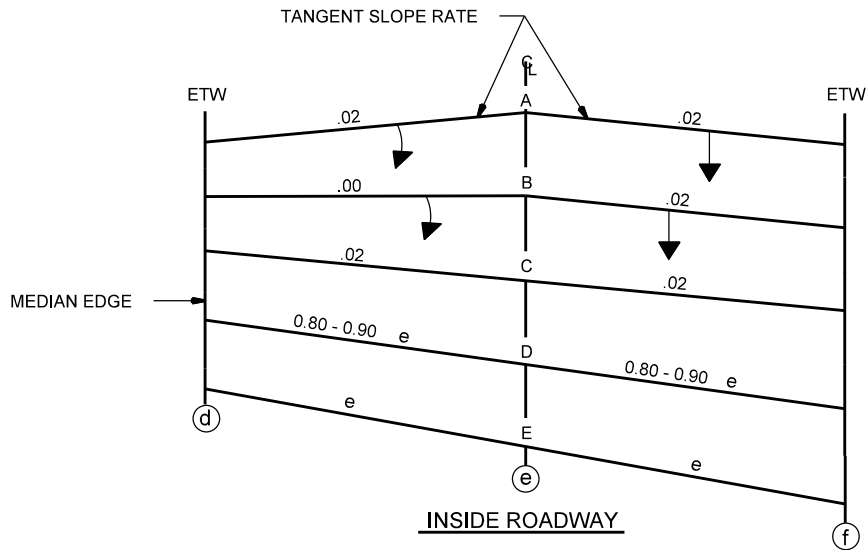 TANGENT SLOPE RATE
CL
ETW
A
ETW
.02
.02
.00
B
.02
.02
C
.02
MEDIAN EDGE
0.80 - 0.90 e
D
0.80 - 0.90 e
e
E
e
d
e
f
INSIDE ROADWAY